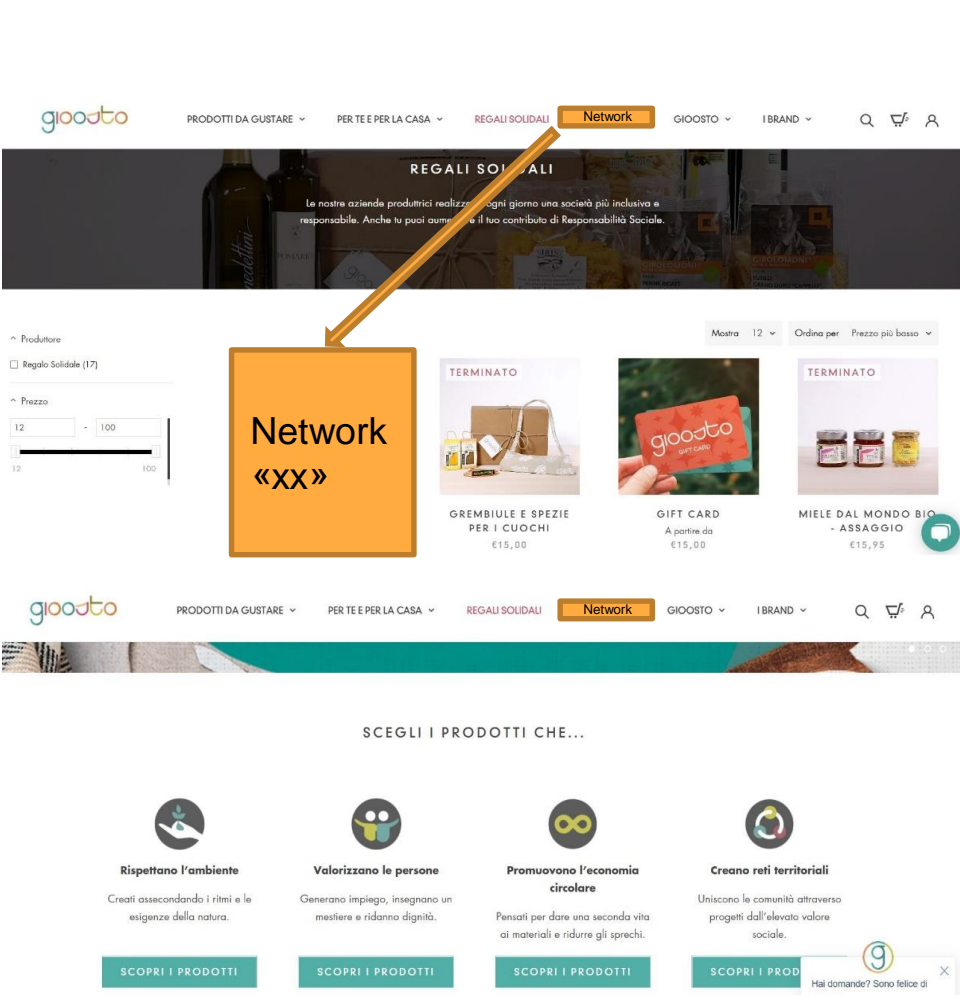 gioosto
PRODOTTI DA GUSTARE
PER TE E PER LA CASA
REGALI SOLIDALI
Network
GIOOSTO
I BRAND
REGALI SOLIDALI
Le nostre aziende produttrici ogni giorno una società più inclusiva e
responsabile. Anche tu puoi il tuo contributo di Responsabilità Sociale.
Mostra 12
Ordina per Prezzo più basso
Produttore
Regalo Solidale (17)
Prezzo
12 - 100
12 100
Network
«xx»
TERMINATO
GREMBIULE E SPEZIE
PER I CUOCHI
€15,00
gioosto
GIFT CARD
GIFT CARD
A partire da
€15,00
TERMINATO
MIELE DAL MONDO BIO
- ASSAGGIO
€15,95
gioosto
PRODOTTI DA GUSTARE
PER TE E PER LA CASA
REGALI SOLIDALI
Network
GIOOSTO
I BRAND
SCEGLI I PRODOTTI CHE...
Rispettano l'ambiente
Creati assecondando i ritmi e le
esigenze della natura.
SCOPRI I PRODOTTI
Valorizzano le persone
Generano impiego, insegnano un
mestiere e ridanno dignità.
SCOPRI I PRODOTTI
Promuovono l'economia
circolare
Pensati per dare una seconda vita
ai materiali e ridurre gli sprechi.
SCOPRI I PRODOTTI
Creano reti territoriali
Uniscono le comunità attraverso
progetti dall'elevato valore
sociale.
SCOPRI I PROD
g
Hai domande? Sono felice di